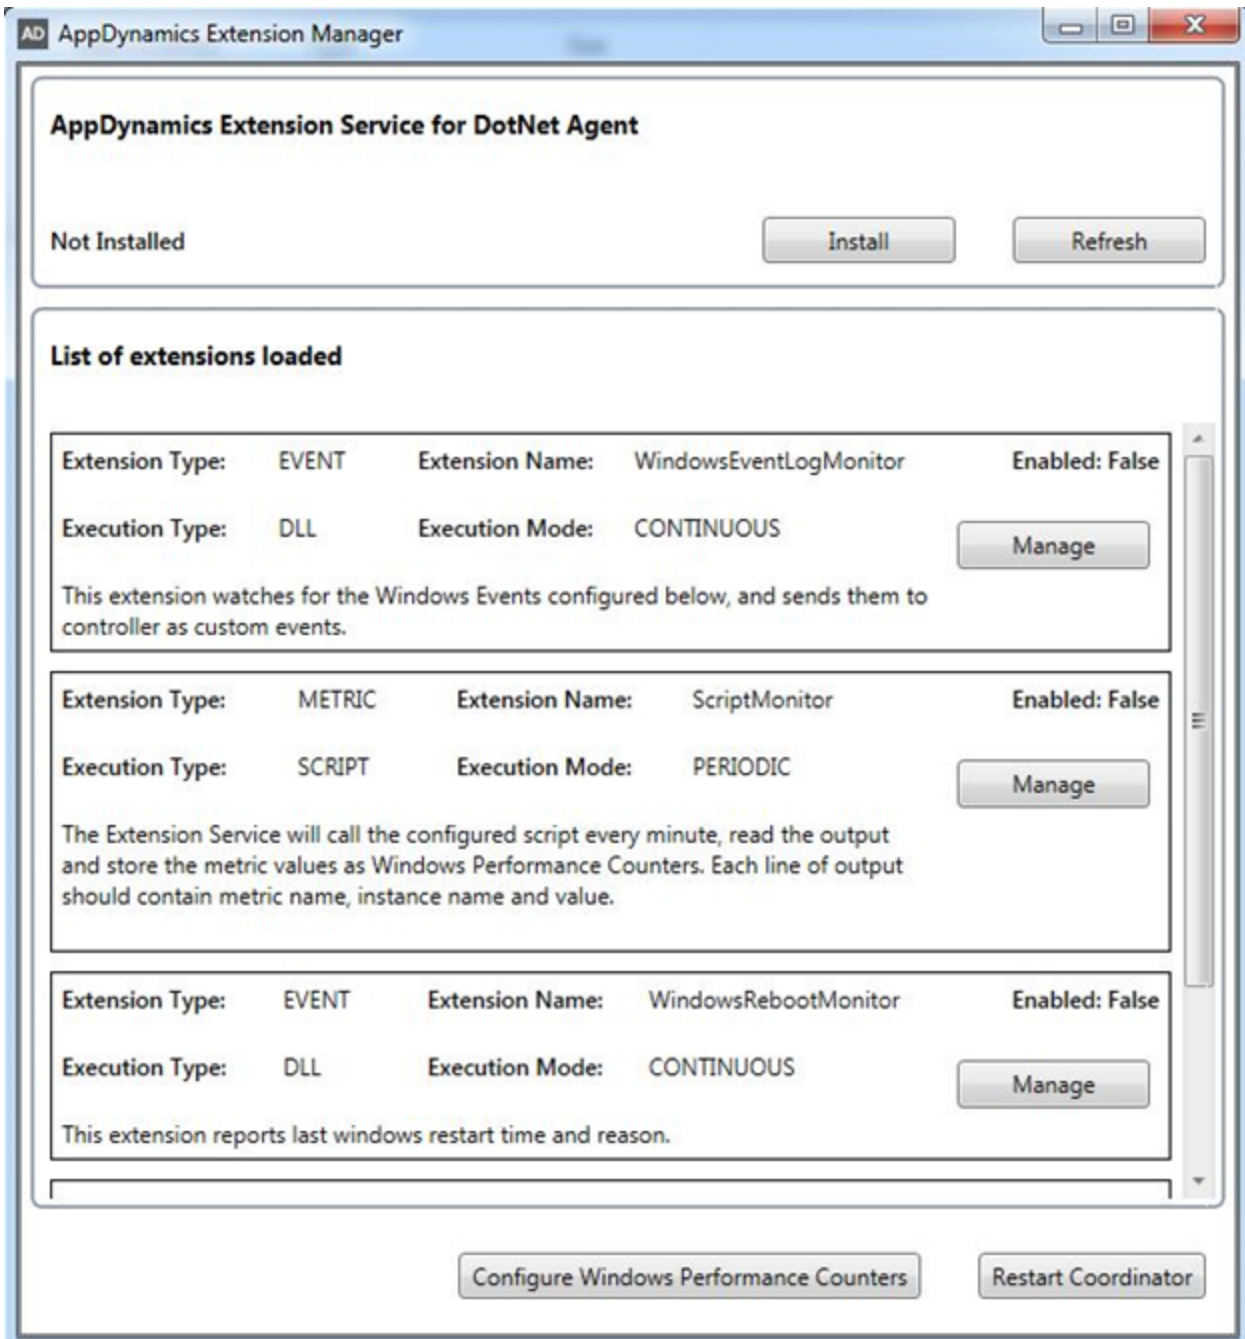 AD AppDynamics Extension Manager
AppDynamics Extension Service for DotNet Agent
Not Installed
Install
Refresh
List of extensions loaded
Extension Type: EVENT Extension Name: WindowsEventLogMonitor Enabled: False
Execution Type: DLL Execution Mode: CONTINUOUS
Manage
This extension watches for the Windows Events configured below, and sends them to
controller as custom events.
Extension Type: METRIC Extension Name: ScriptMonitor Enabled: False
Execution Type: SCRIPT Execution Mode: PERIODIC
Manage
The Extension Service will call the configured script every minute, read the output
and store the metric values as Windows Performance Counters. Each line of output
should contain metric name, instance name and value.
Extension Type: EVENT Extension Name: WindowsRebootMonitor Enabled: False
Execution Type: DLL Execution Mode: CONTINUOUS
Manage
This extension reports last windows restart time and reason.
Configure Windows Performance Counters
Restart Coordinator